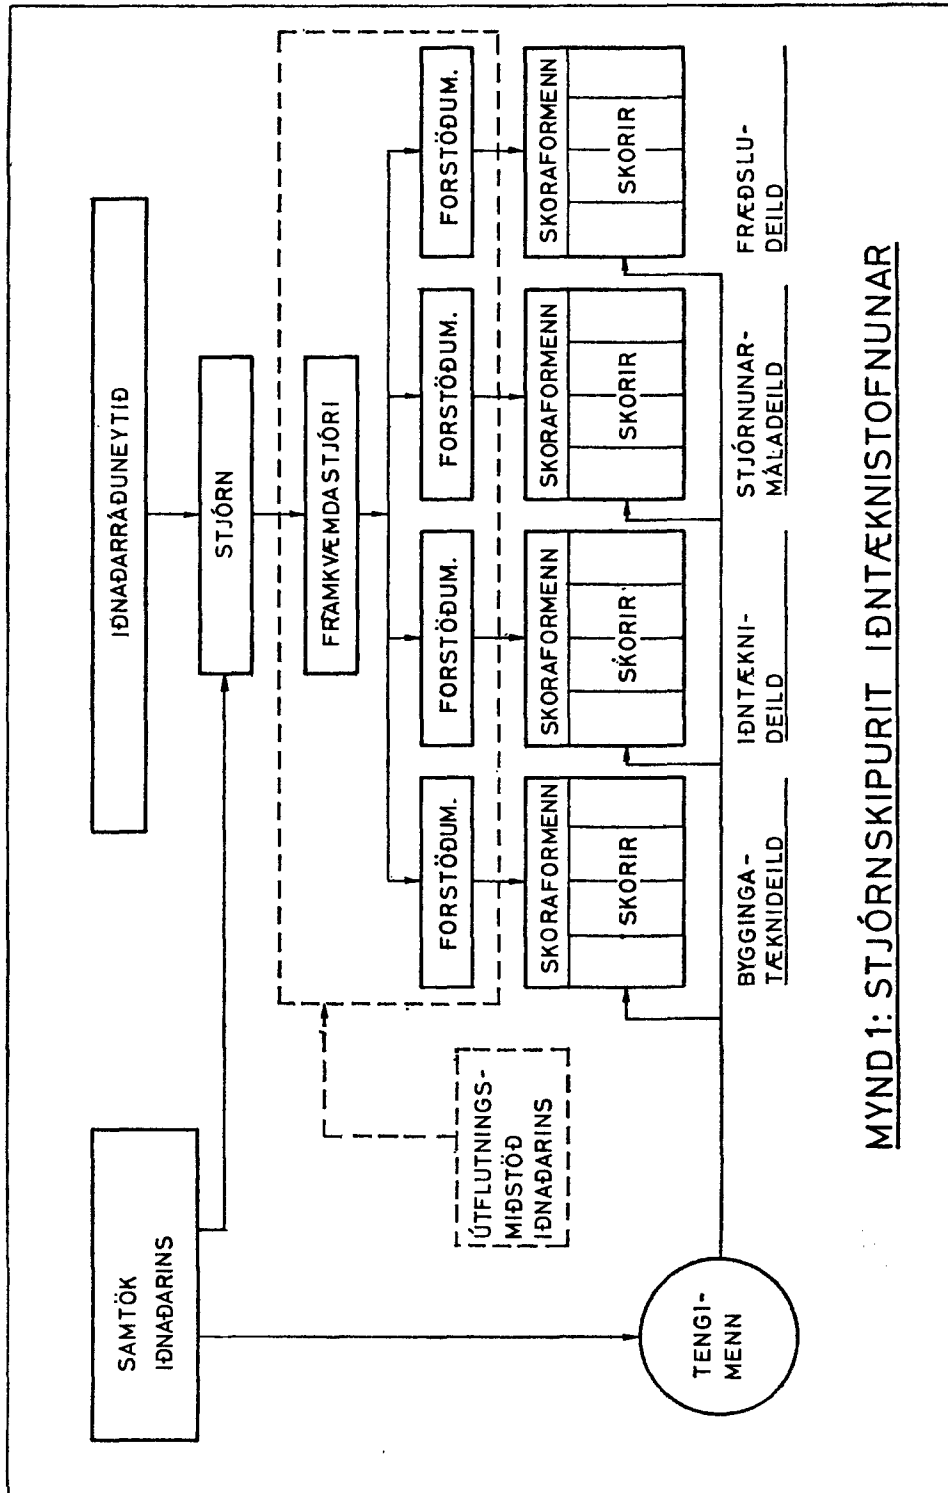 SAMTÖK
IÐNAÐARINS
IÐNAÐARRÁÐUNEYTIÐ
STJÓRN
FRAMKVÆMDASTJÓRI
ÚTFLUTNINGS-
MIÐSTÖÐ
IÐNAÐARINS
FORSTÖÐUM.
FORSTÖÐUM.
FORSTÖÐUM.
FORSTÖÐUM.
SKORAFORMENN
SKORAFORMENN
SKORAFORMENN
SKORAFORMENN
SKORIR
SKORIR
SKORIR
SKORIR
TENGI-
MENN
BYGGINGA-
TÆKNIDEILD
IÐNTÆKNI-
DEILD
STJÓRNUNAR-
MÁLADEILD
FRÆÐSLU-
DEILD
MYND 1: STJÓRNSKIPURIT IÐNTÆKNISTOFNUNAR